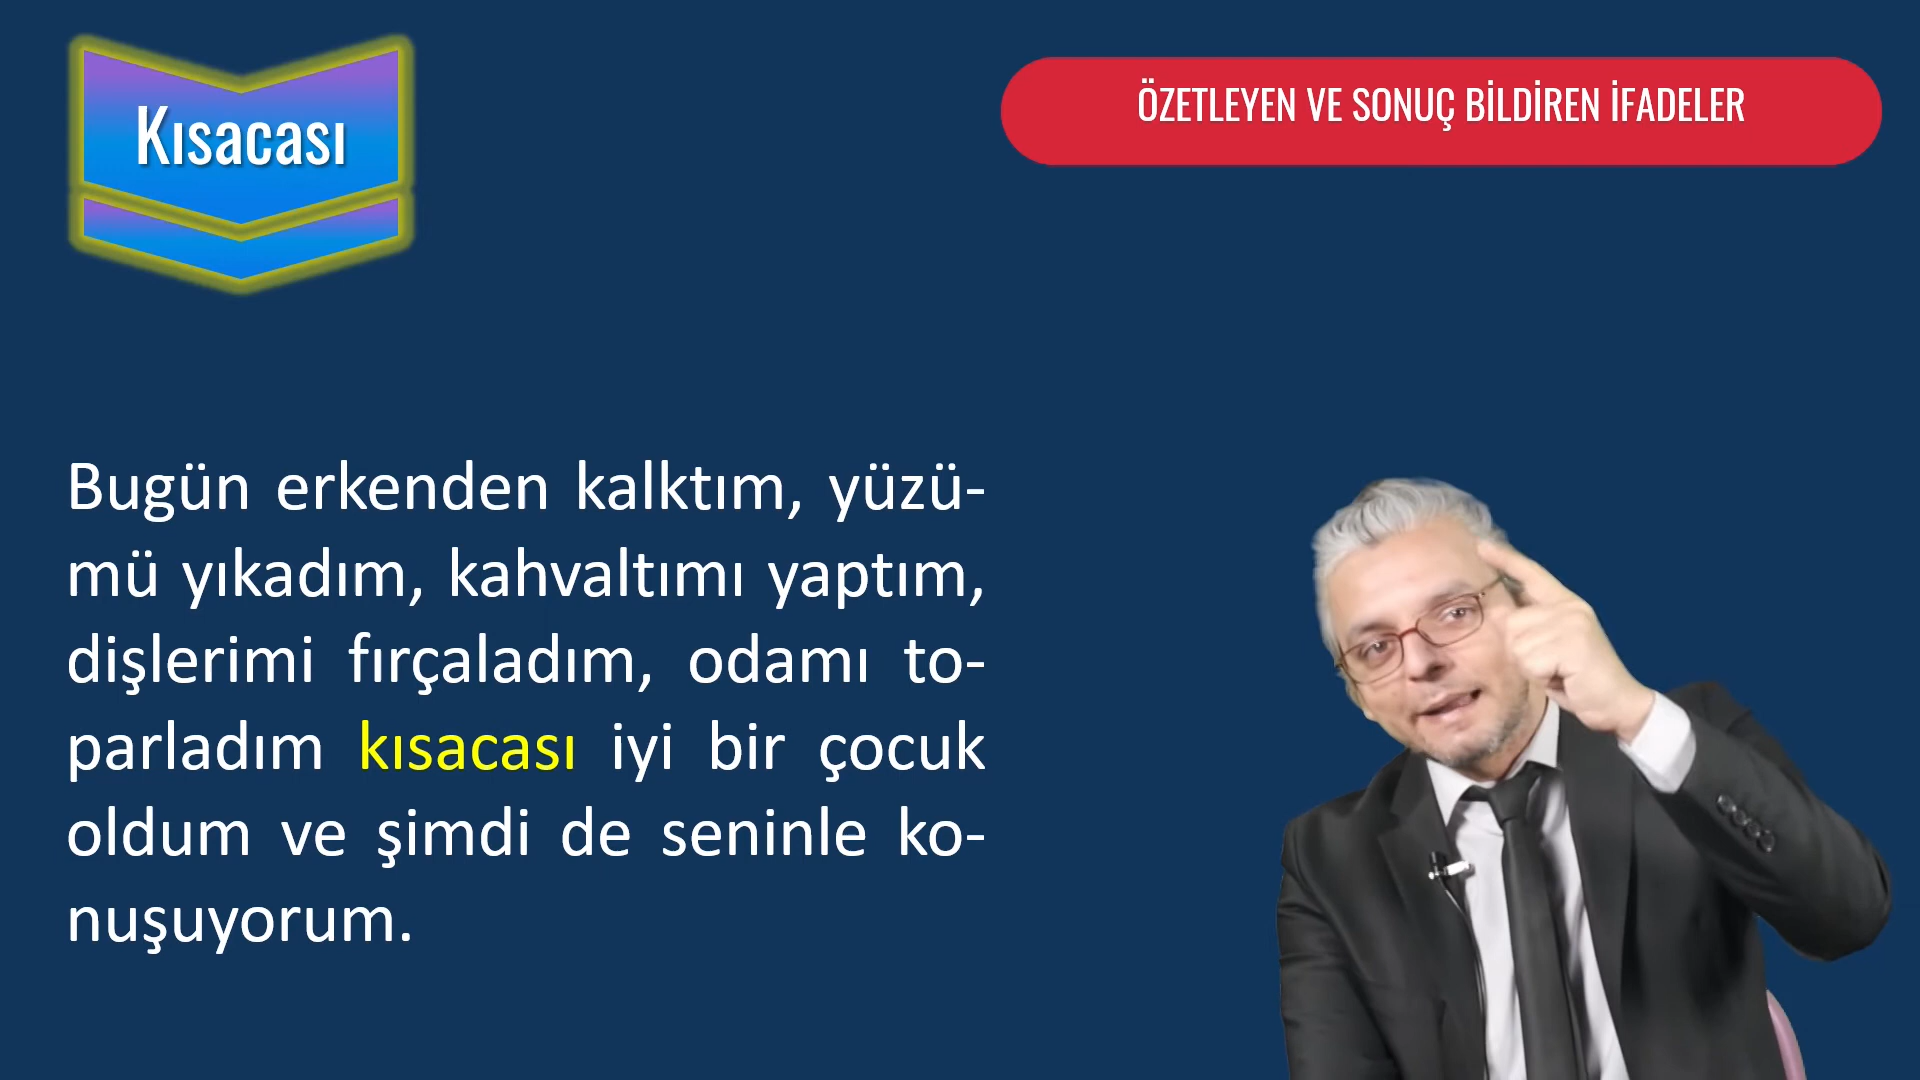 Kısacası
ÖZETLEYEN VE SONUÇ BİLDİREN İFADELER
Bugün erkenden kalktım, yüzü-
mü yıkadım, kahvaltımı yaptım,
dişlerimi fırçaladım, odamı to-
parladım kısacası iyi bir çocuk
oldum ve şimdi de seninle ko-
nuşuyorum.